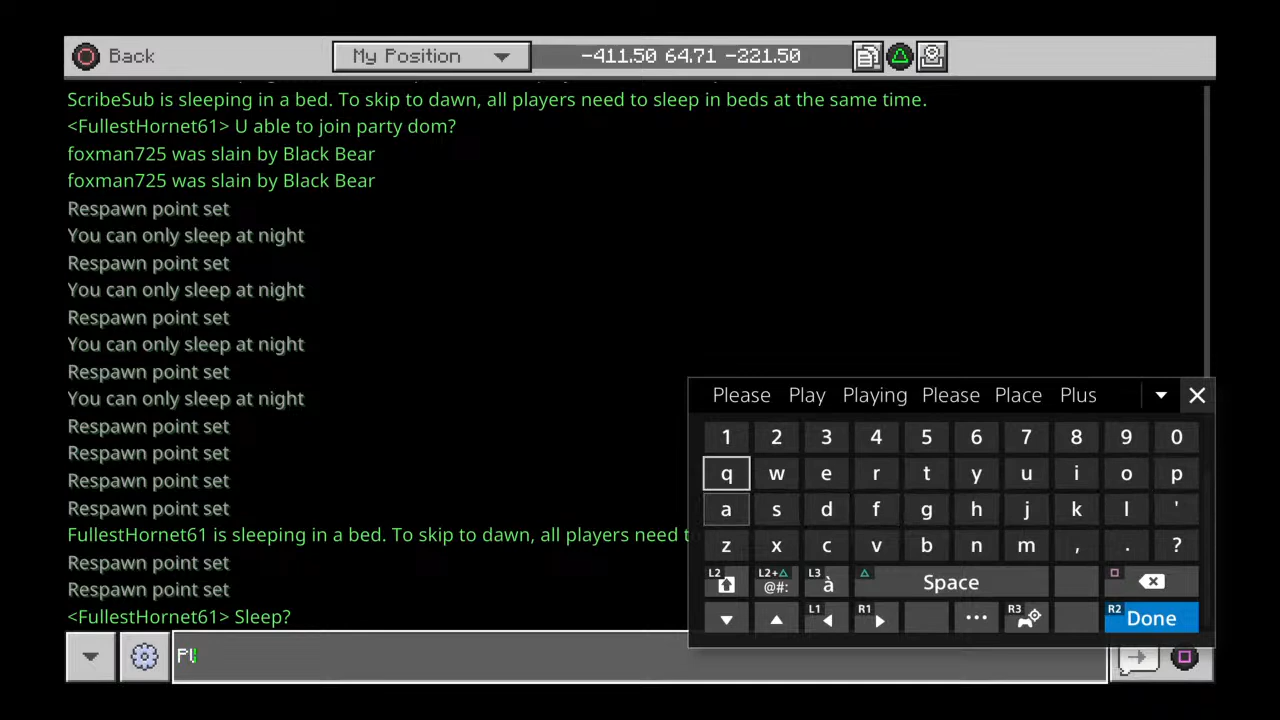 Back My Position -411.50 64.71 -221.50
ScribeSub is sleeping in a bed. To skip to dawn, all players need to sleep in beds at the same time.
<FullestHornet61> U able to join party dom?
foxman725 was slain by Black Bear
foxman725 was slain by Black Bear
Respawn point set
You can only sleep at night
Respawn point set
You can only sleep at night
Respawn point set
You can only sleep at night
Respawn point set
You can only sleep at night
Respawn point set
Respawn point set
Respawn point set
Respawn point set
FullestHornet61 is sleeping in a bed. To skip to dawn, all players need
Respawn point set
Respawn point set
<FullestHornet61> Sleep?
Pl
Please Play Playing Please Place Plus
1 2 3 4 5 6 7 8 9 0
q w e r t y u i o p
a s d f g h j k l '
z x c v b n m , . ?
L2 L2+△ @#: L3 à △ Space
L1 R1 ... R3 R2 Done